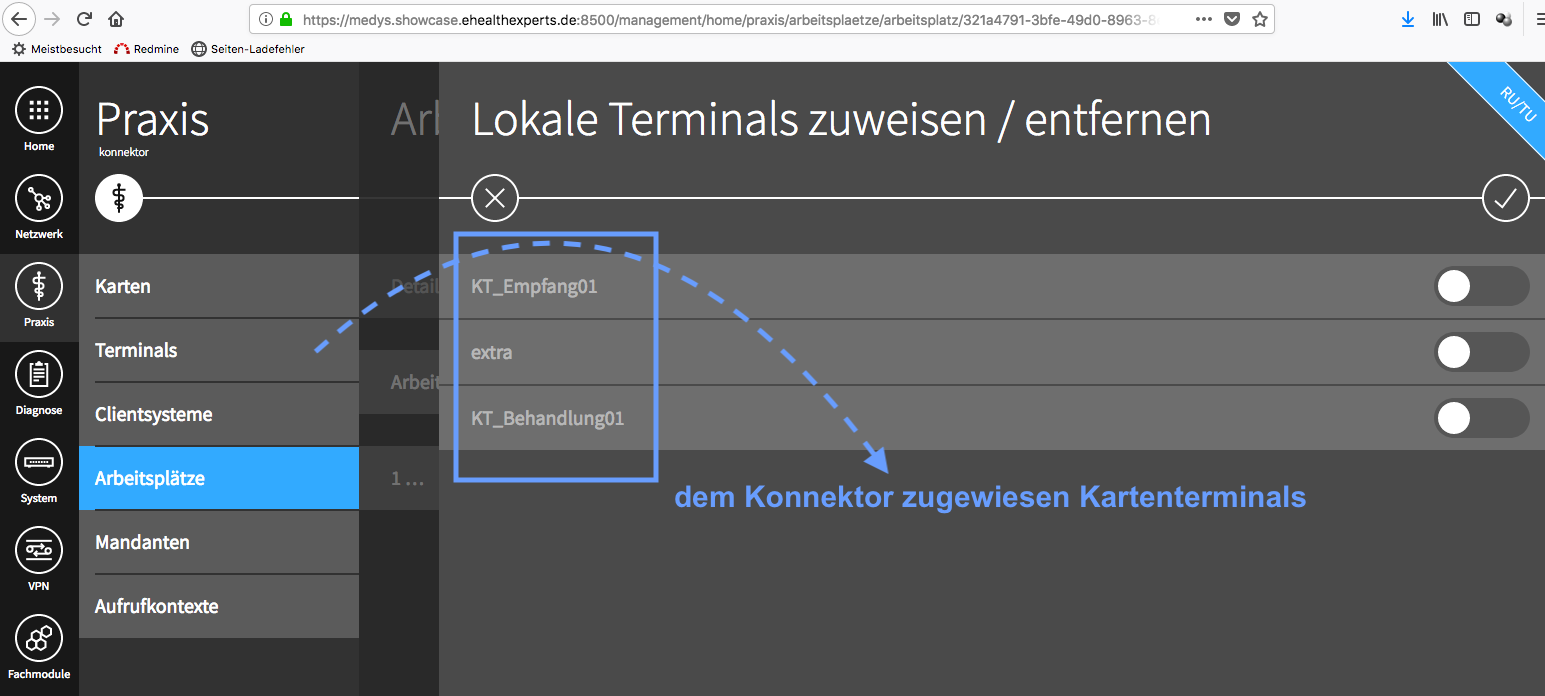 https://medys.showcase.ehealthexperts.de:8500/management/home/praxis/arbeitsplaetze/arbeitsplatz/321a4791-3bfe-49d0-8963-8
Meistbesucht Redmine Seiten-Ladefehler
Home
Netzwerk
Praxis
Diagnose
System
VPN
Fachmodule
Praxis
konnektor
Karten
Terminals
Clientsysteme
Arbeitsplätze
Mandanten
Aufrufkontexte
Arb
Detail
Arbeit
1 ...
Lokale Terminals zuweisen / entfernen
RU/TU
KT_Empfang01
extra
KT_Behandlung01
dem Konnektor zugewiesen Kartenterminals